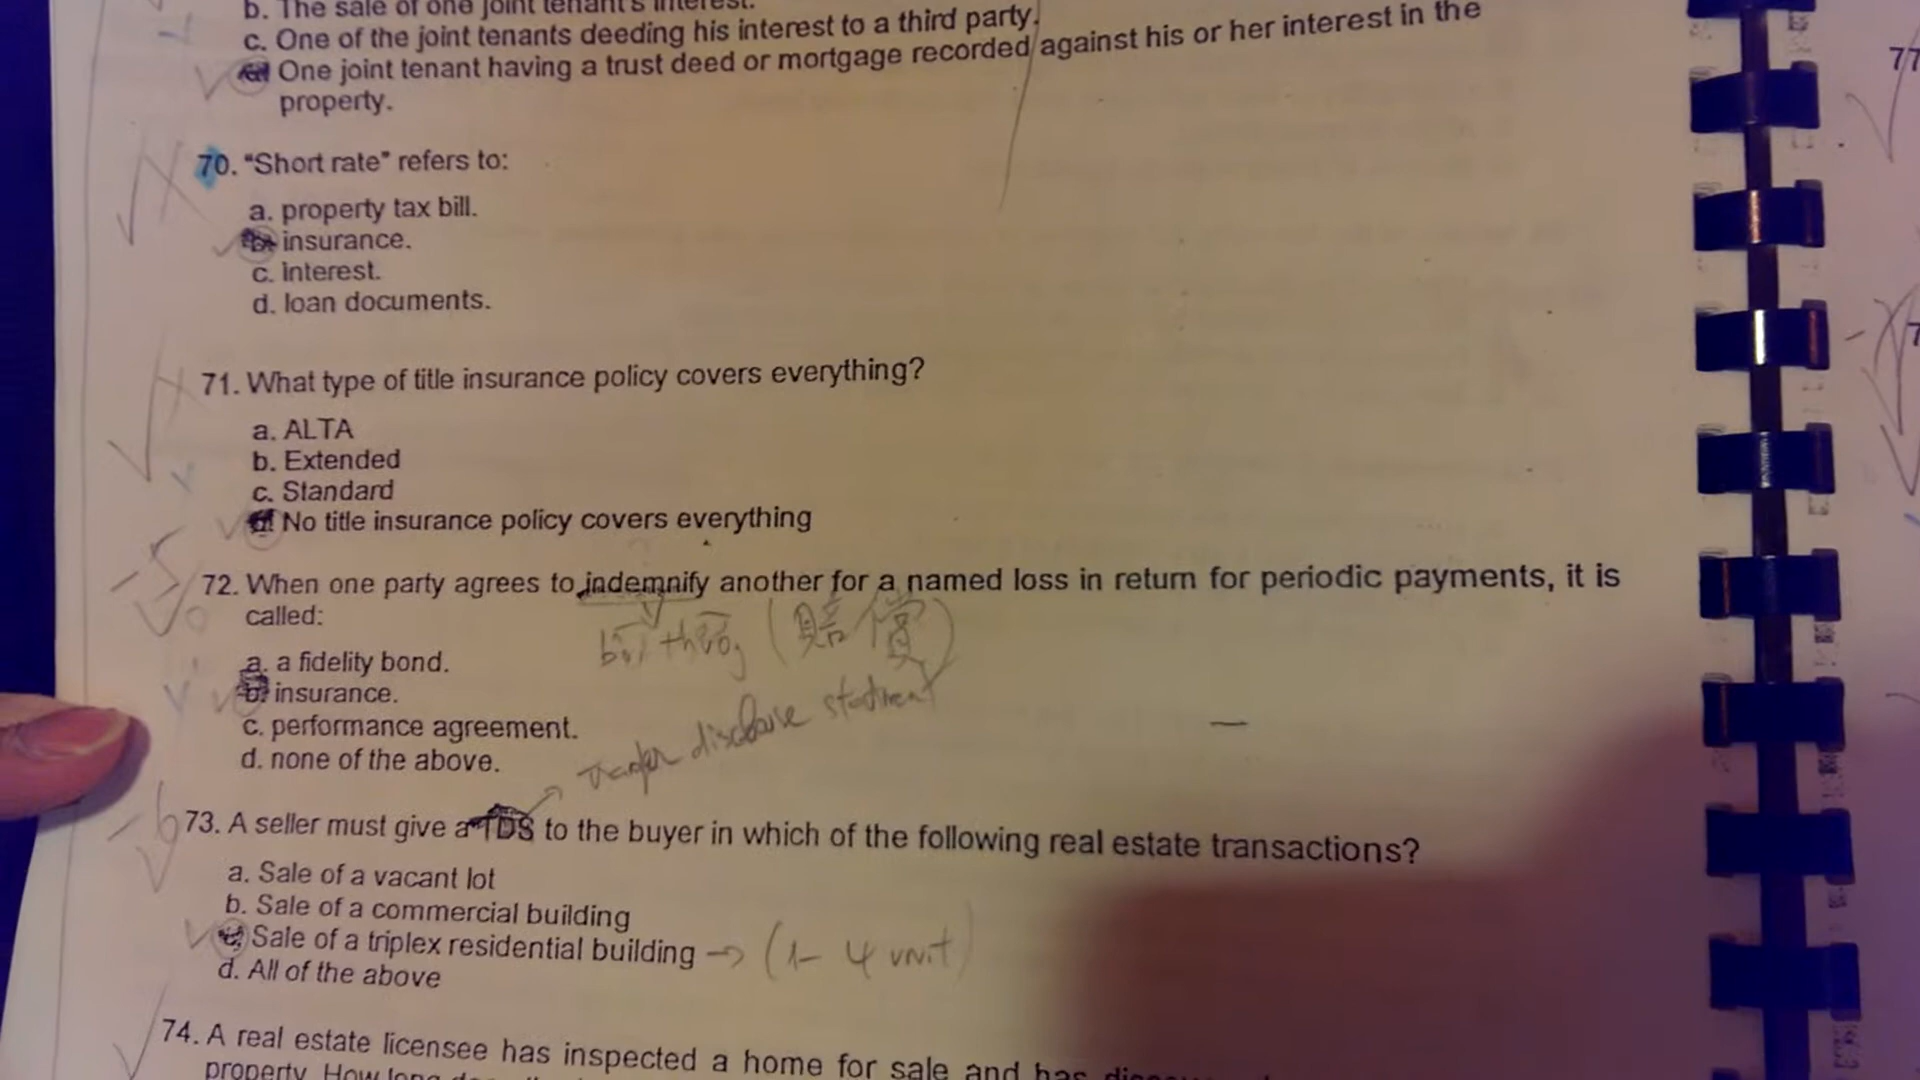 b. The sale of one joint tenant's interest.
c. One of the joint tenants deeding his interest to a third party.
d. One joint tenant having a trust deed or mortgage recorded against his or her interest in the
property.
70. “Short rate” refers to:
a. property tax bill.
b. insurance.
c. interest.
d. loan documents.
71. What type of title insurance policy covers everything?
a. ALTA
b. Extended
c. Standard
d. No title insurance policy covers everything
72. When one party agrees to indemnify another for a named loss in return for periodic payments, it is
called:
bồi thường (賠償)
a. a fidelity bond.
b. insurance.
c. performance agreement.
d. none of the above.
Transfer disclosure statement
73. A seller must give a TDS to the buyer in which of the following real estate transactions?
a. Sale of a vacant lot
b. Sale of a commercial building
c. Sale of a triplex residential building → (1-4 unit)
d. All of the above
74. A real estate licensee has inspected a home for sale and has
property. How long
77